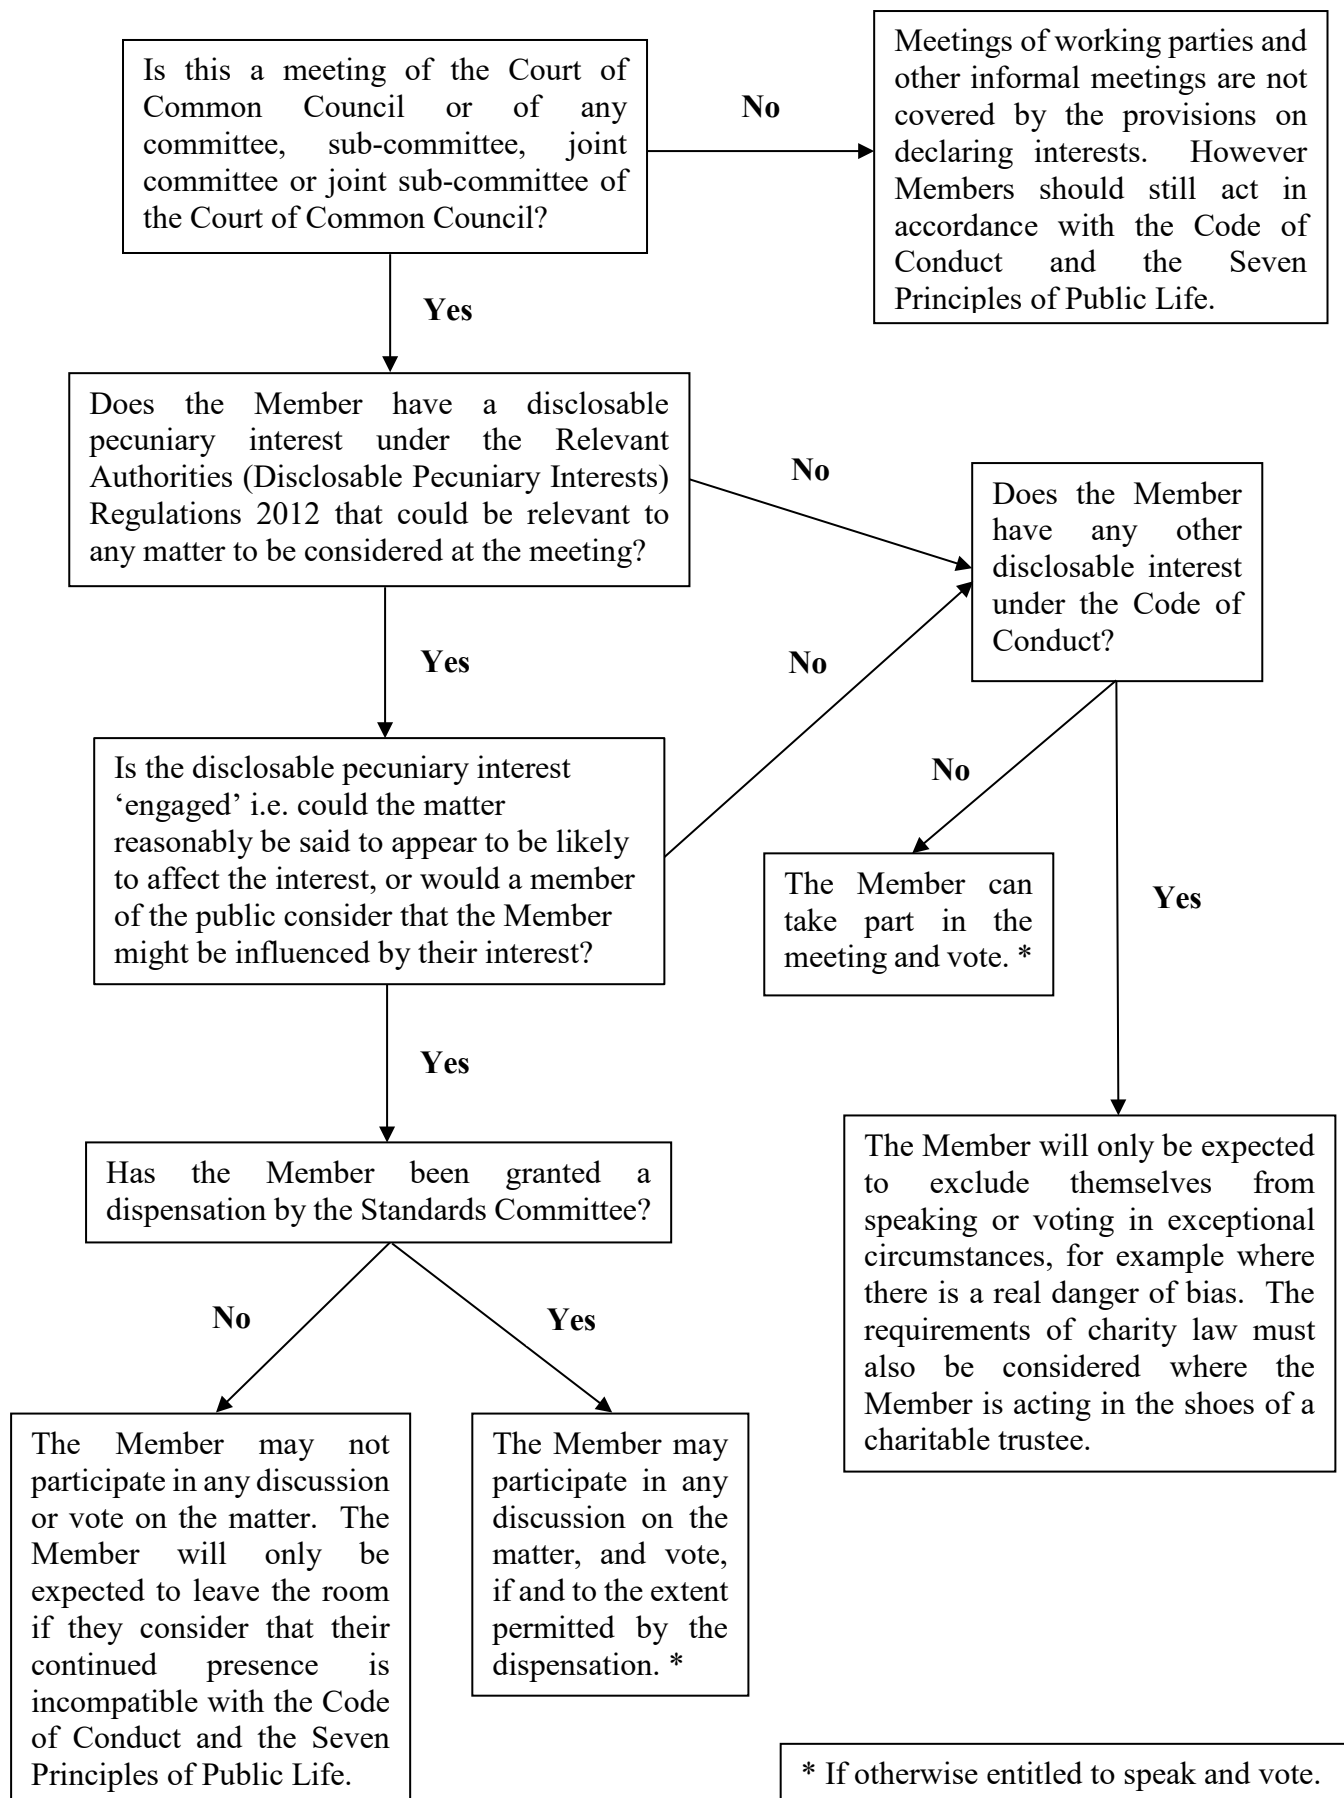 Is this a meeting of the Court of
Common Council or of any
committee, sub-committee, joint
committee or joint sub-committee of
the Court of Common Council?
No
Meetings of working parties and
other informal meetings are not
covered by the provisions on
declaring interests. However
Members should still act in
accordance with the Code of
Conduct and the Seven
Principles of Public Life.
Yes
Does the Member have a disclosable
pecuniary interest under the Relevant
Authorities (Disclosable Pecuniary Interests)
Regulations 2012 that could be relevant to
any matter to be considered at the meeting?
No
Does the Member
have any other
disclosable interest
under the Code of
Conduct?
Yes
No
Is the disclosable pecuniary interest
‘engaged’ i.e. could the matter
reasonably be said to appear to be likely
to affect the interest, or would a member
of the public consider that the Member
might be influenced by their interest?
No
The Member can
take part in the
meeting and vote. *
Yes
Yes
Has the Member been granted a
dispensation by the Standards Committee?
The Member will only be expected
to exclude themselves from
speaking or voting in exceptional
circumstances, for example where
there is a real danger of bias. The
requirements of charity law must
also be considered where the
Member is acting in the shoes of a
charitable trustee.
No
Yes
The Member may not
participate in any discussion
or vote on the matter. The
Member will only be
expected to leave the room
if they consider that their
continued presence is
incompatible with the Code
of Conduct and the Seven
Principles of Public Life.
The Member may
participate in any
discussion on the
matter, and vote,
if and to the extent
permitted by the
dispensation. *
* If otherwise entitled to speak and vote.